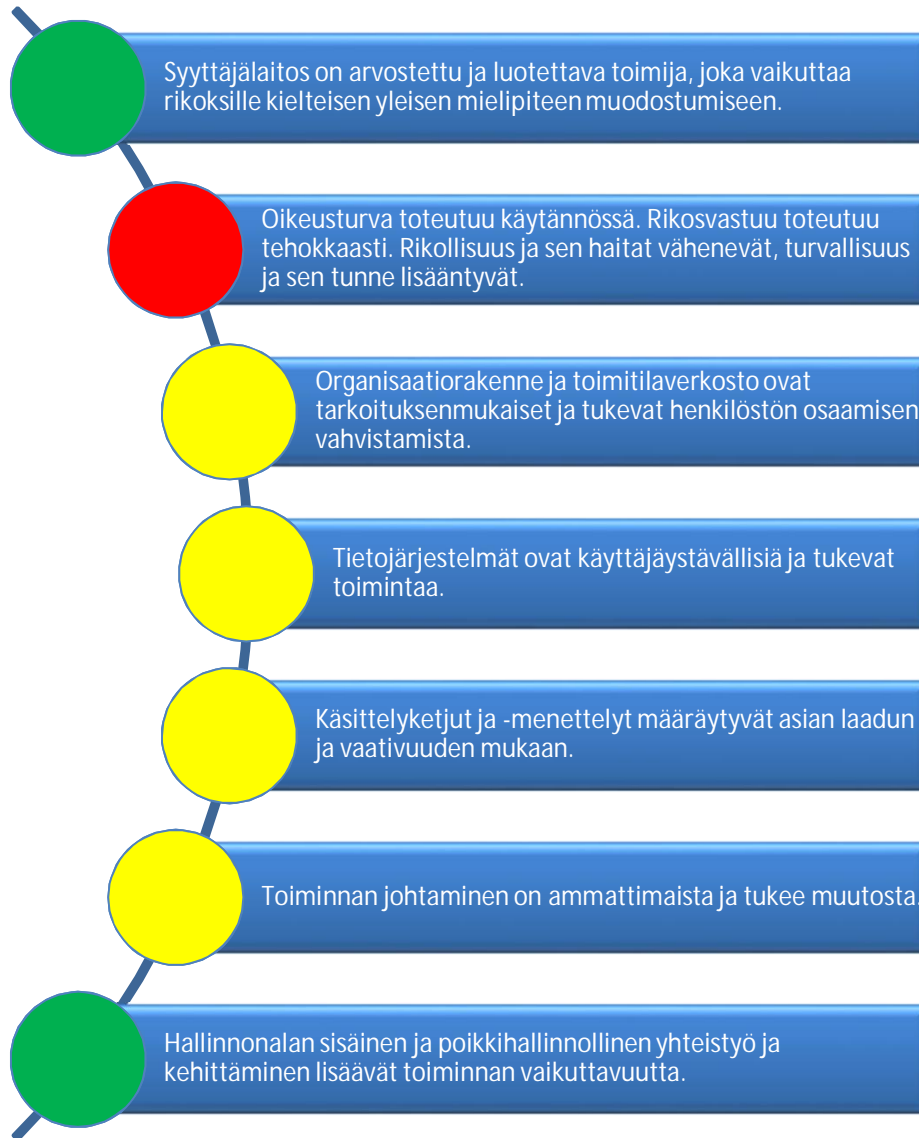 Syyttäjälaitos on arvostettu ja luotettava toimija, joka vaikuttaa
rikoksille kielteisen yleisen mielipiteen muodostumiseen.
Oikeusturva toteutuu käytännössä. Rikosvastuu toteutuu
tehokkaasti. Rikollisuus ja sen haitat vähenevät, turvallisuus
ja sen tunne lisääntyvät.
Organisaatiorakenne ja toimitilaverkosto ovat
tarkoituksenmukaiset ja tukevat henkilöstön osaamisen
vahvistamista.
Tietojärjestelmät ovat käyttäjäystävällisiä ja tukevat
toimintaa.
Käsittelyketjut ja -menettelyt määräytyvät asian laadun
ja vaativuuden mukaan.
Toiminnan johtaminen on ammattimaista ja tukee muutosta.
Hallinnonalan sisäinen ja poikkihallinnollinen yhteistyö ja
kehittäminen lisäävät toiminnan vaikuttavuutta.